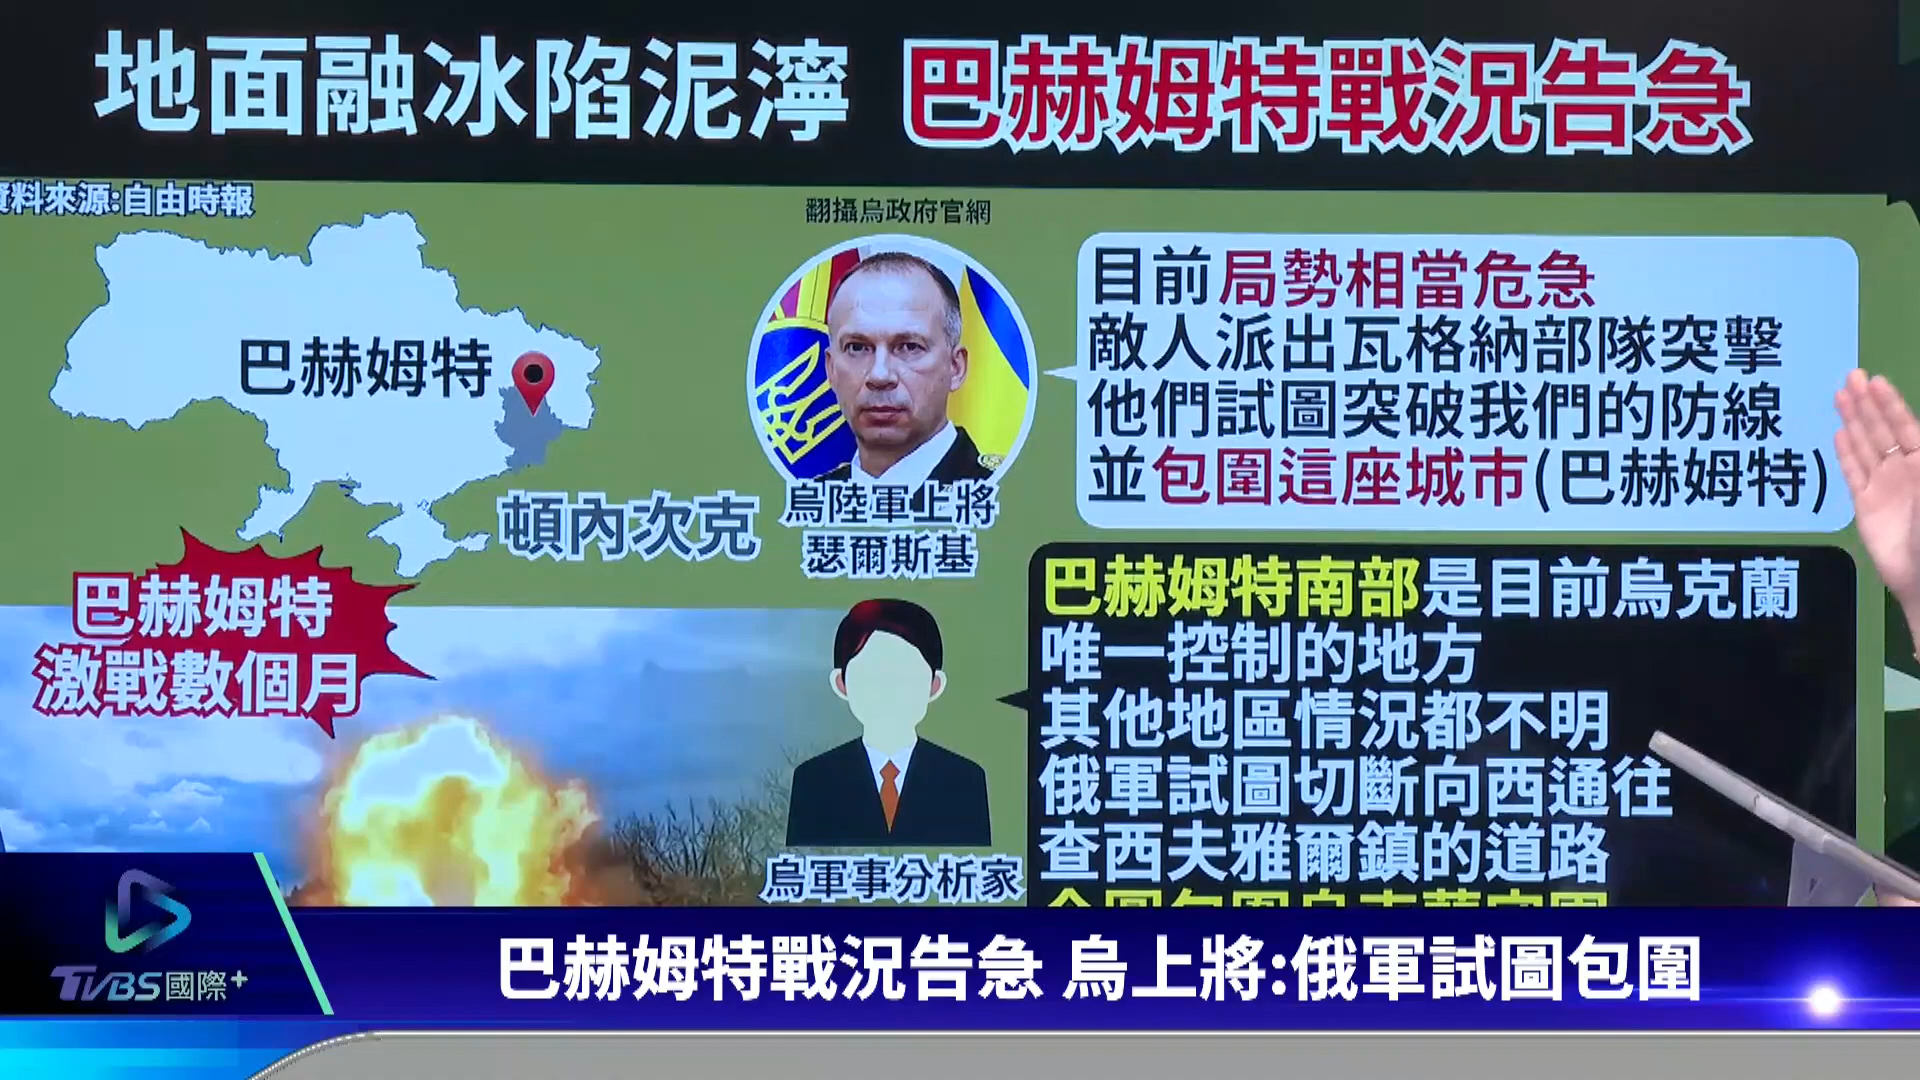 地面融冰陷泥濘 巴赫姆特戰況告急
資料來源:自由時報
翻攝烏政府官網
巴赫姆特
頓內次克
烏陸軍上將
瑟爾斯基
目前局勢相當危急
敵人派出瓦格納部隊突擊
他們試圖突破我們的防線
並包圍這座城市(巴赫姆特)
巴赫姆特
激戰數個月
烏軍事分析家
巴赫姆特南部是目前烏克蘭
唯一控制的地方
其他地區情況都不明
俄軍試圖切斷向西通往
查西夫雅爾鎮的道路
TVBS國際+
巴赫姆特戰況告急 烏上將:俄軍試圖包圍